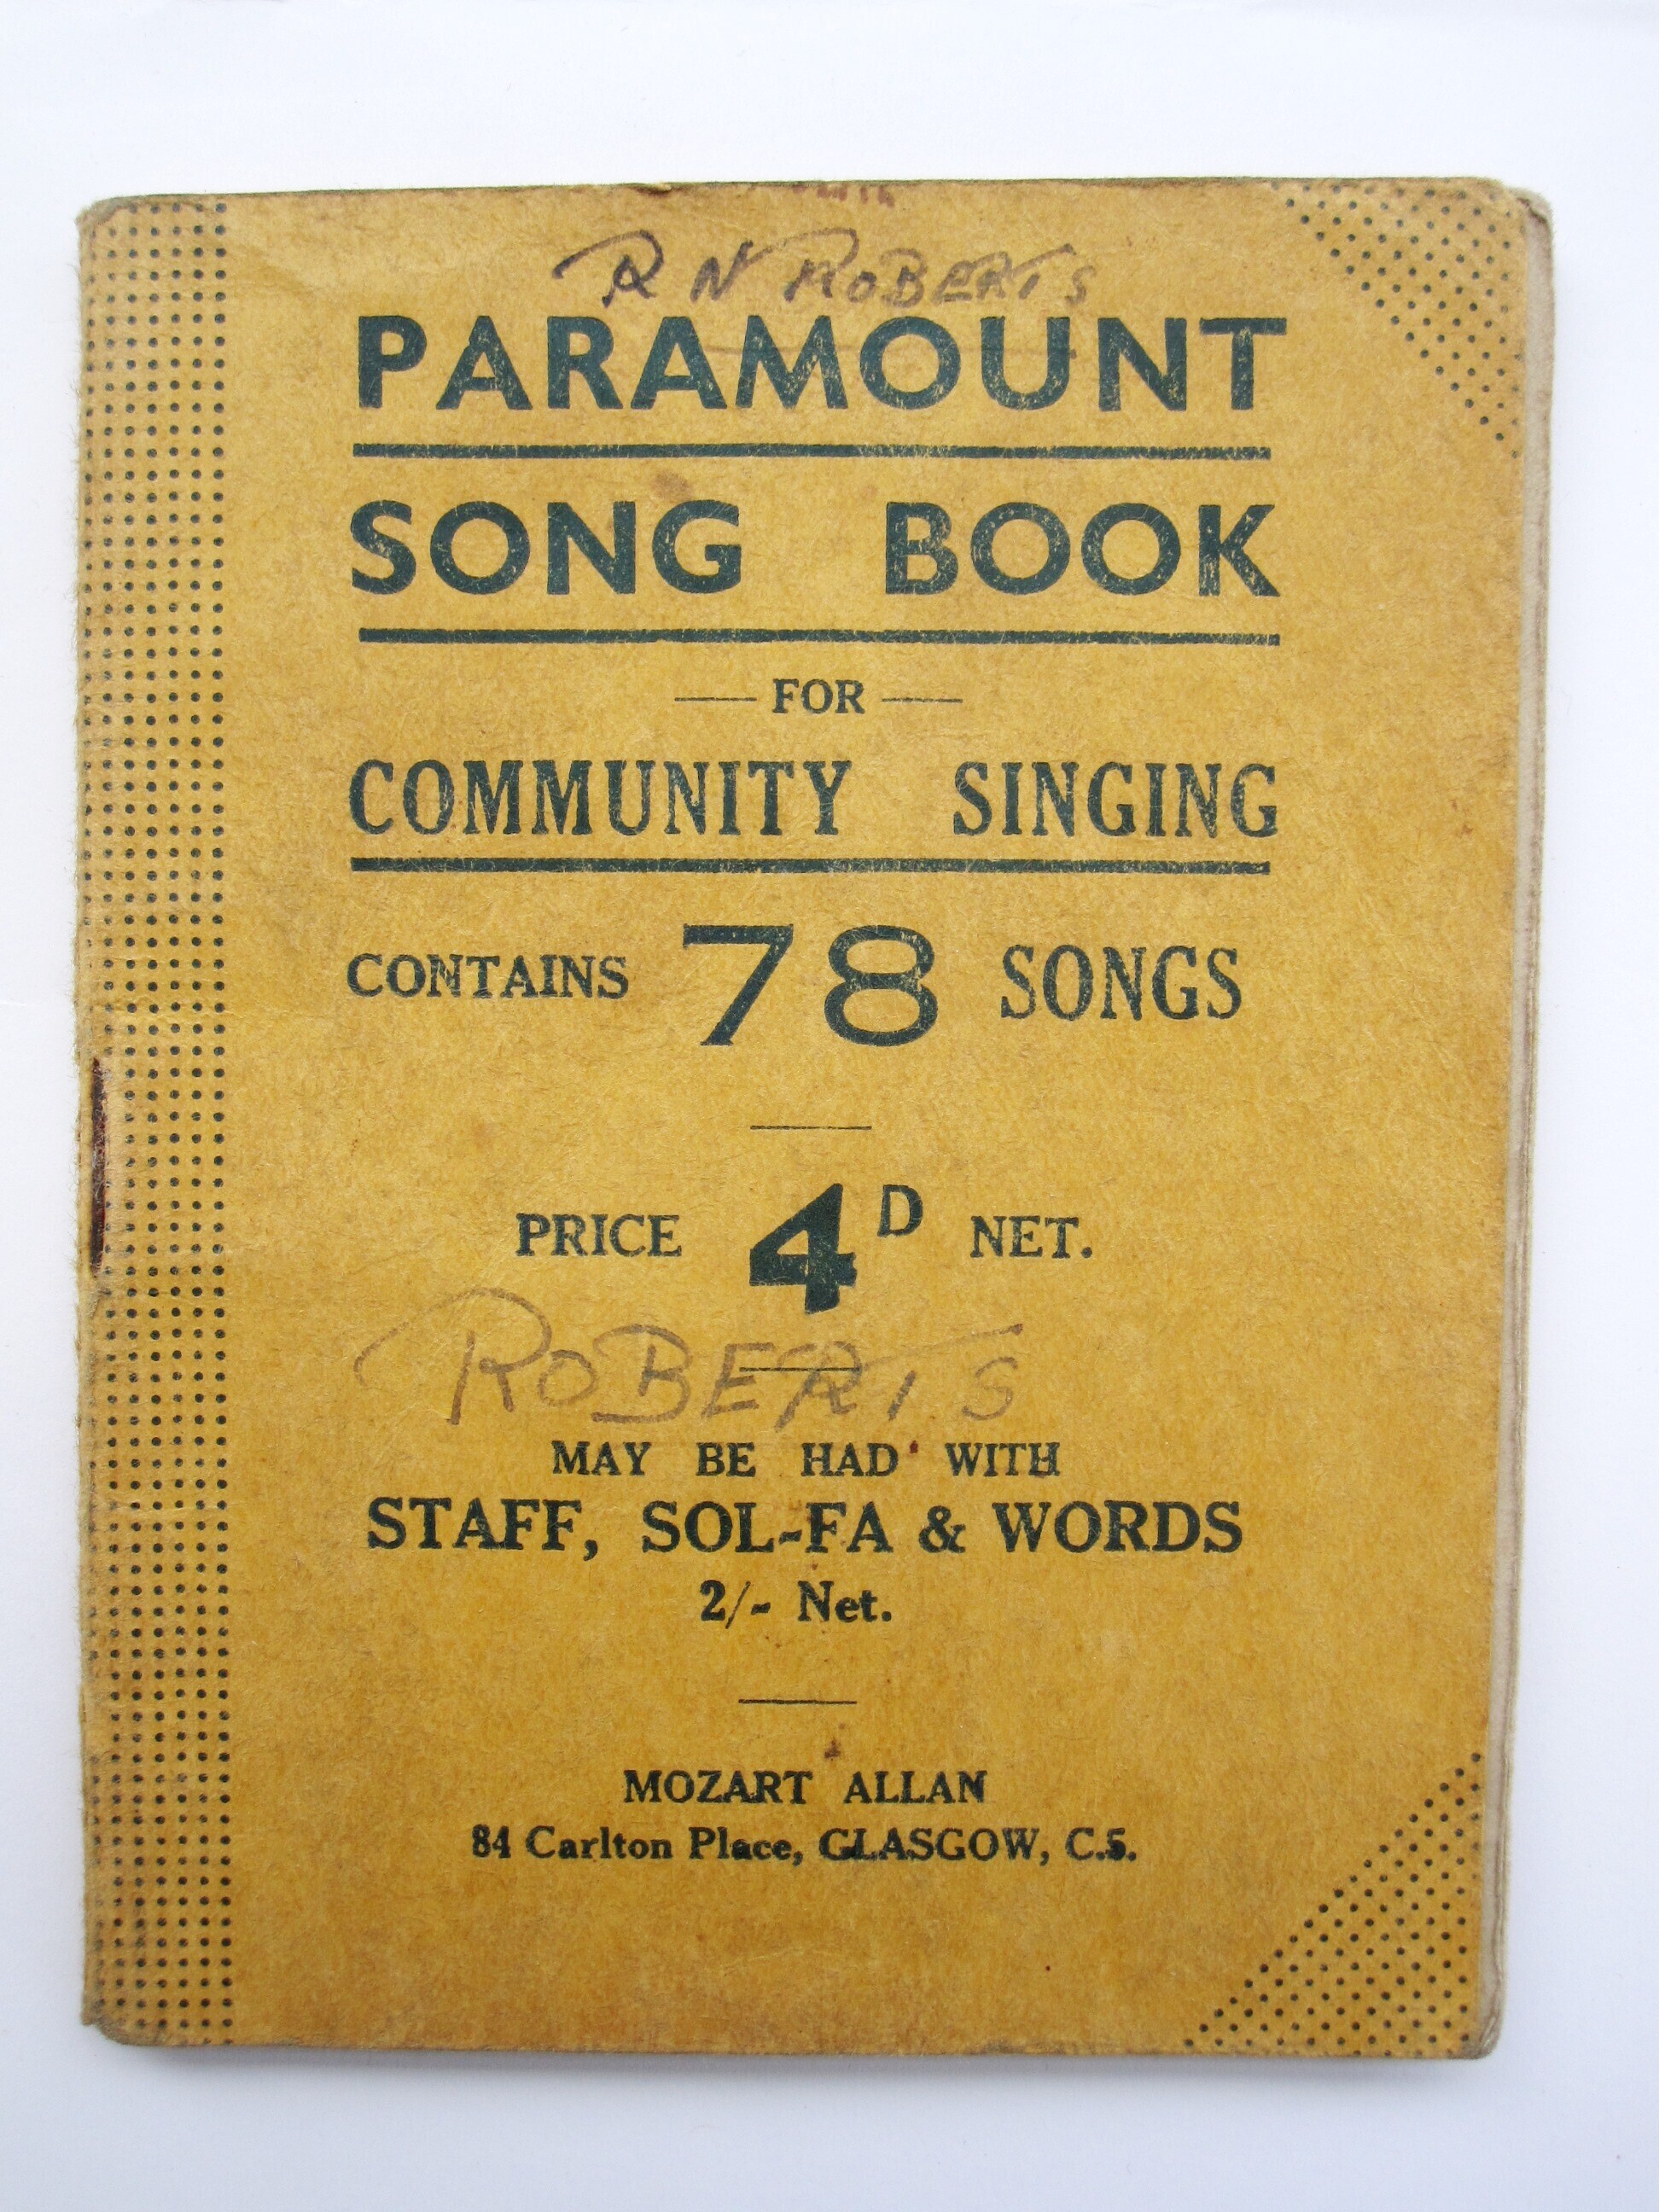 R N ROBERTS
PARAMOUNT
SONG BOOK
FOR
COMMUNITY SINGING
CONTAINS 78 SONGS
PRICE 4D NET.
ROBERTS
MAY BE HAD WITH
STAFF, SOL-FA & WORDS
2/- Net.
MOZART ALLAN
84 Carlton Place, GLASGOW, C.5.